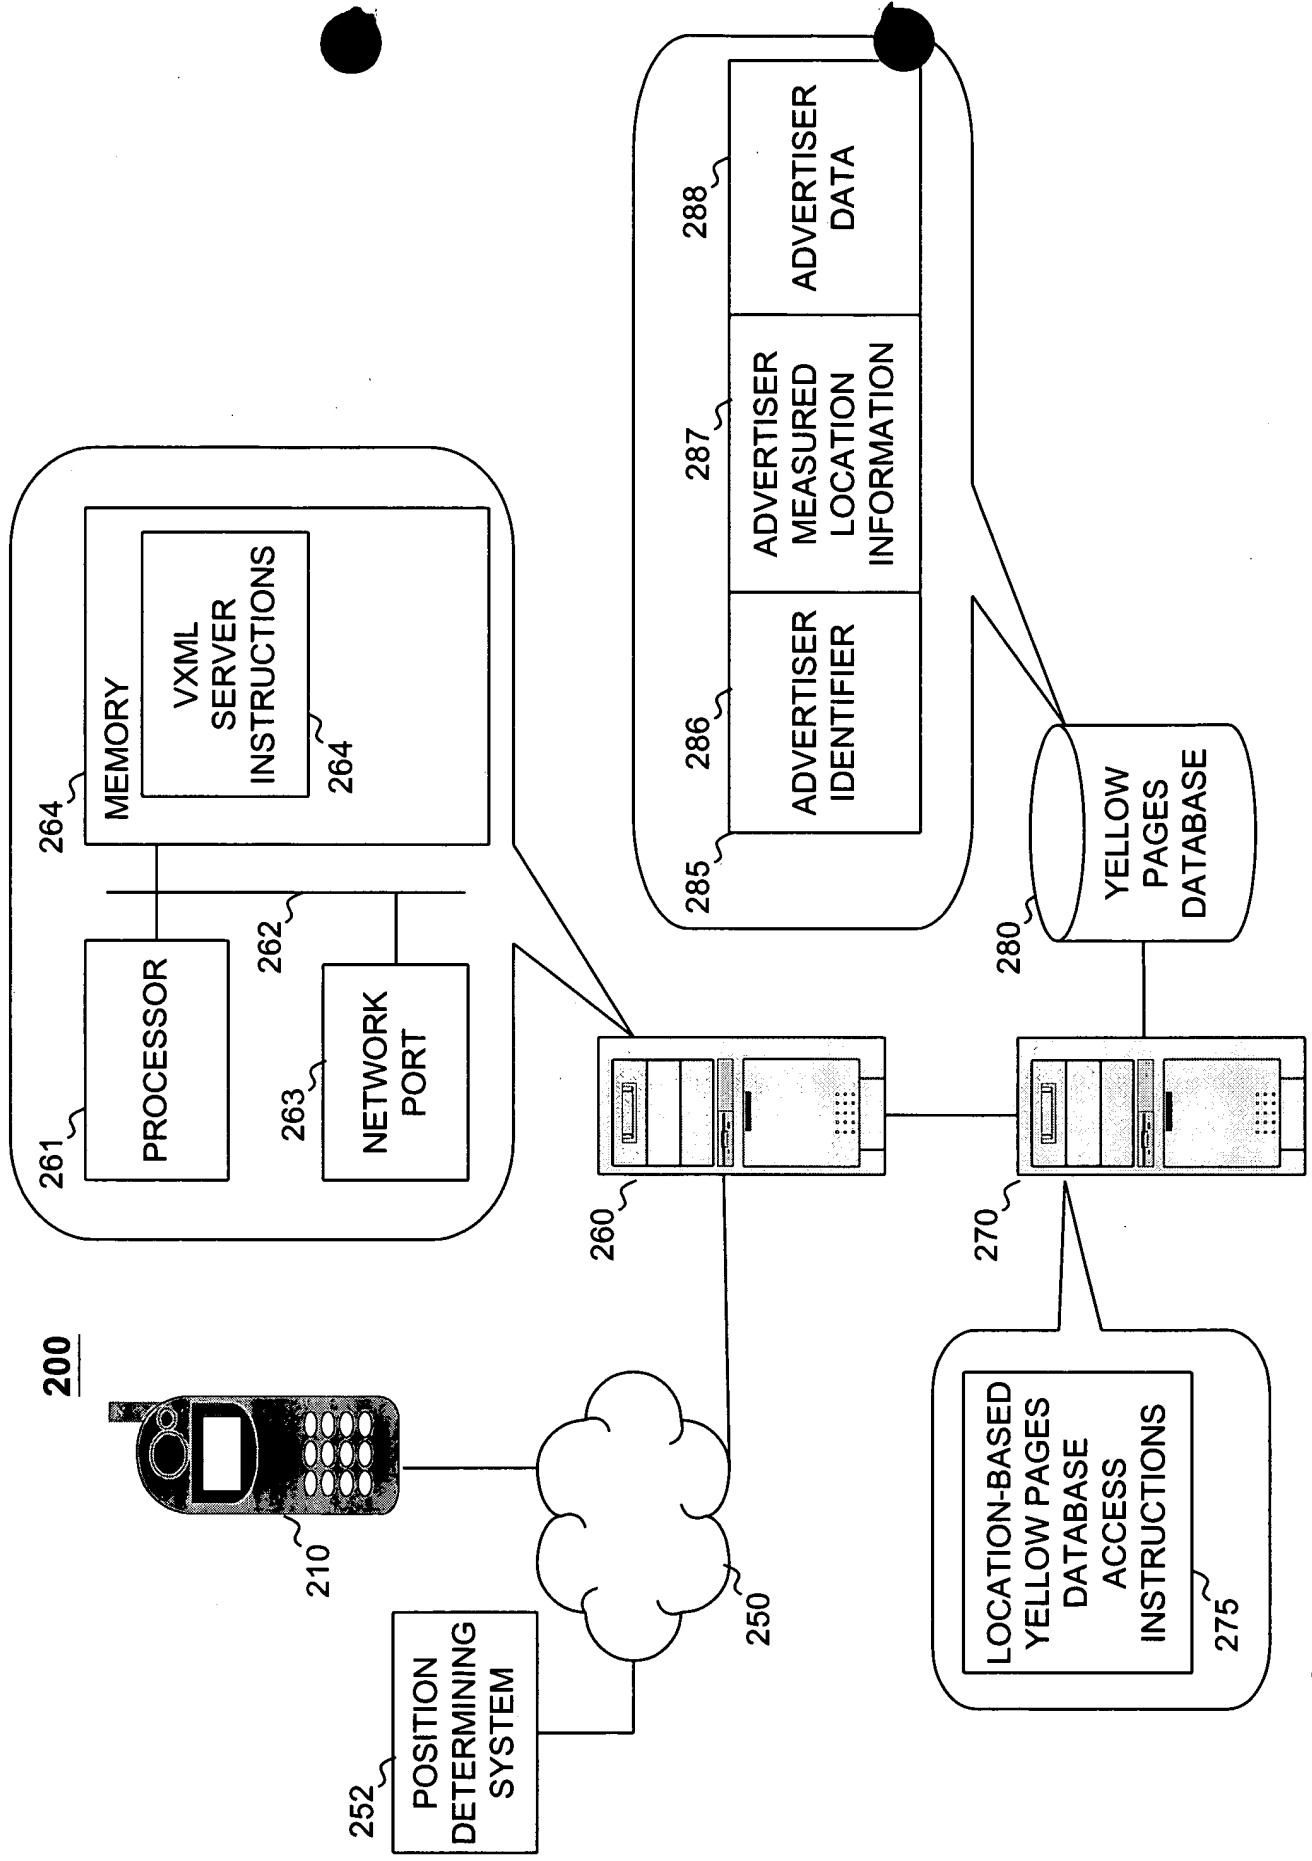 200
210
252
POSITION
DETERMINING
SYSTEM
250
261
PROCESSOR
263
NETWORK
PORT
262
264
MEMORY
VXML
SERVER
INSTRUCTIONS
264
260
270
LOCATION-BASED
YELLOW PAGES
DATABASE
ACCESS
INSTRUCTIONS
275
280
YELLOW
PAGES
DATABASE
285
286
ADVERTISER
IDENTIFIER
287
ADVERTISER
MEASURED
LOCATION
INFORMATION
288
ADVERTISER
DATA